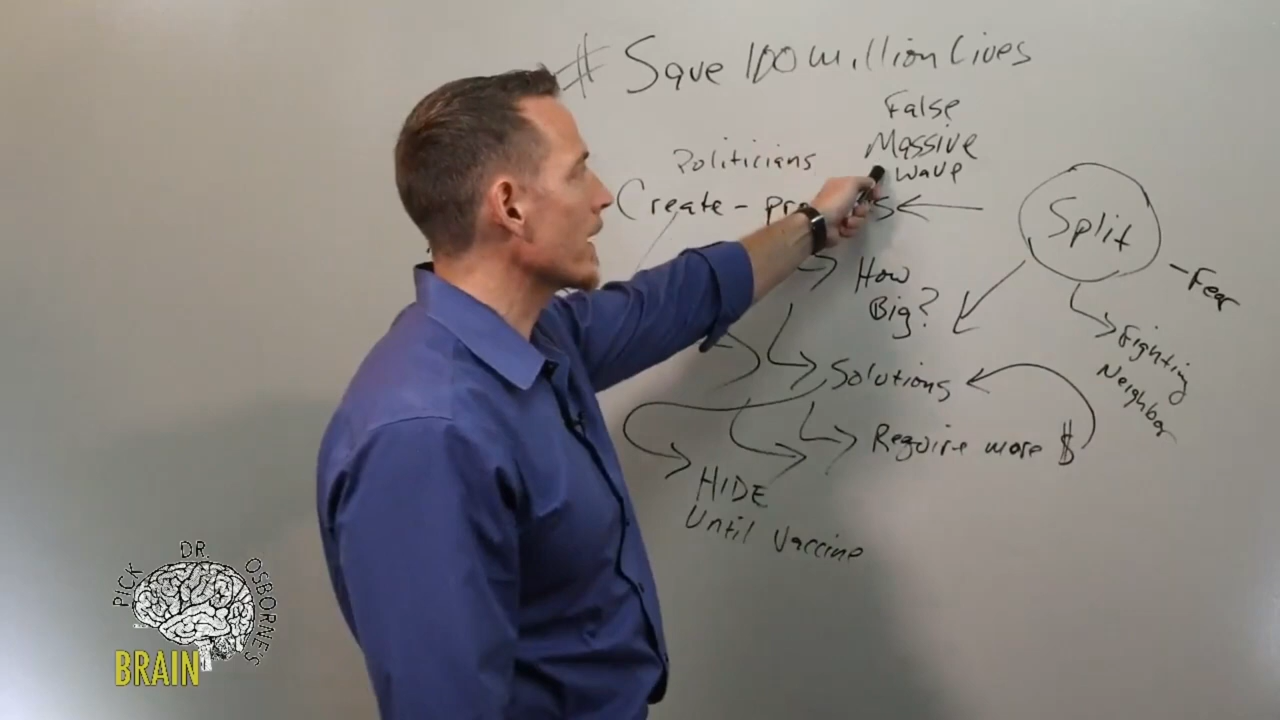 # Save 100 million Lives
False
Massive
wave
Politicians
Create -
Split
- Fear
How
Big?
Fighting
Neighbor
Solutions
Require more $
HIDE
Until Vaccine
PICK
DR.
OSBORNE'S
BRAIN